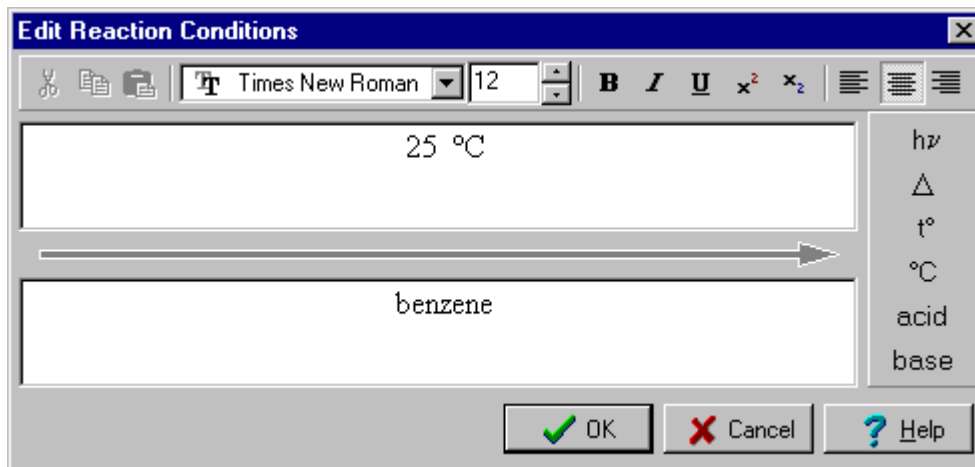 Edit Reaction Conditions
Times New Roman 12 B I U x² x₂
25 °C
benzene
hν
Δ
t°
°C
acid
base
OK Cancel Help